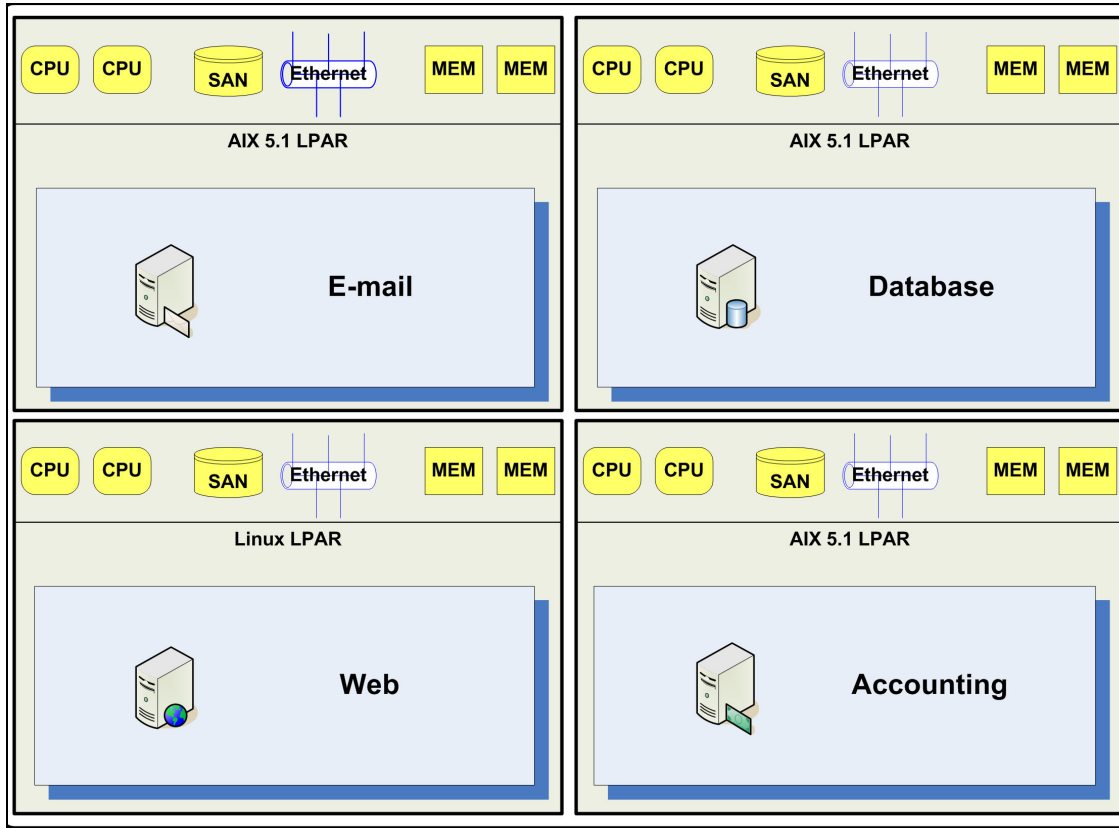 CPU CPU SAN Ethernet MEM MEM
AIX 5.1 LPAR
E-mail
CPU CPU SAN Ethernet MEM MEM
AIX 5.1 LPAR
Database
CPU CPU SAN Ethernet MEM MEM
Linux LPAR
Web
CPU CPU SAN Ethernet MEM MEM
AIX 5.1 LPAR
Accounting